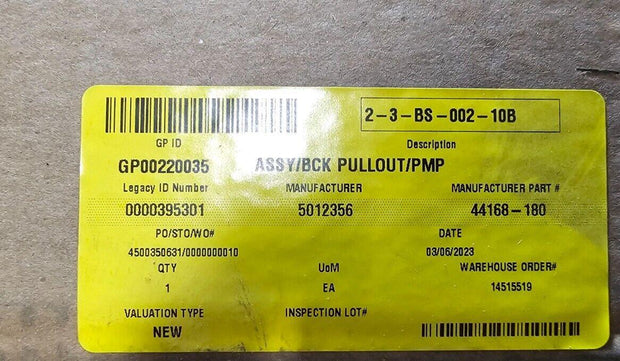 2-3-BS-002-10B
GP ID Description
GP00220035 ASSY/BCK PULLOUT/PMP
Legacy ID Number MANUFACTURER MANUFACTURER PART #
0000395301 5012356 44168-180
PO/STO/WO# DATE
4500350631/0000000010 03/06/2023
QTY UoM WAREHOUSE ORDER#
1 EA 14515519
VALUATION TYPE INSPECTION LOT#
NEW